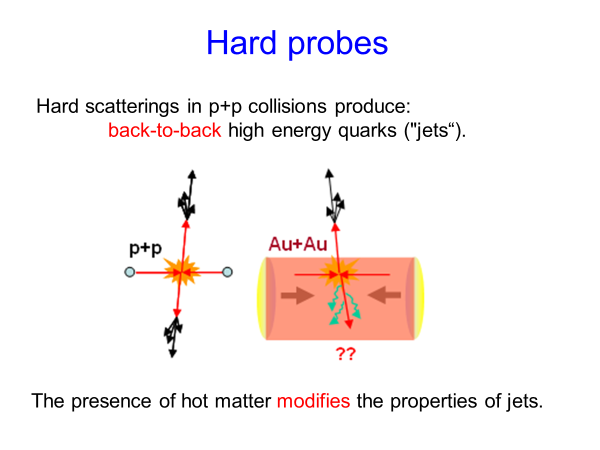 Hard probes
Hard scatterings in p+p collisions produce:
back-to-back high energy quarks ("jets“).
p+p
Au+Au
??
The presence of hot matter modifies the properties of jets.